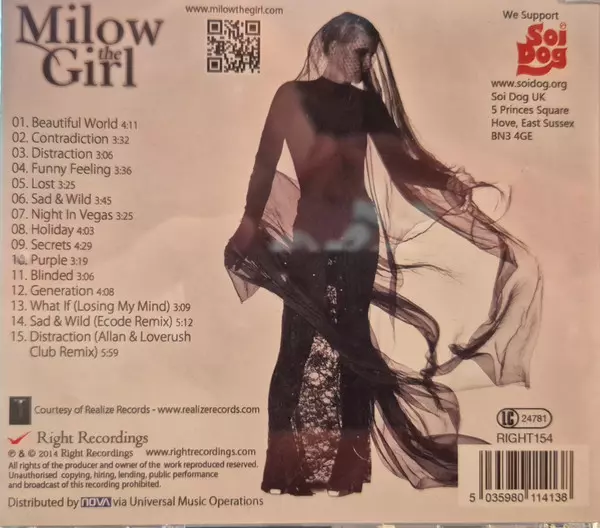 Milow
the
Girl
www.milowthegirl.com
We Support
Soi
Dog
www.soidog.org
Soi Dog UK
5 Princes Square
Hove, East Sussex
BN3 4GE
01. Beautiful World 4:11
02. Contradiction 3:32
03. Distraction 3:06
04. Funny Feeling 3:36
05. Lost 3:25
06. Sad & Wild 3:45
07. Night In Vegas 3:25
08. Holiday 4:03
09. Secrets 4:29
10. Purple 3:19
11. Blinded 3:06
12. Generation 4:08
13. What If (Losing My Mind) 3:09
14. Sad & Wild (Ecode Remix) 5:12
15. Distraction (Allan & Loverush
Club Remix) 5:59
Courtesy of Realize Records - www.realizerecords.com
Right Recordings
℗ & © 2014 Right Recordings www.rightrecordings.com
All rights of the producer and owner of the work reproduced reserved.
Unauthorised copying, hiring, lending, public performance
and broadcast of this recording prohibited.
Distributed by nova via Universal Music Operations
LC 24781
RIGHT154
5 035980 114138